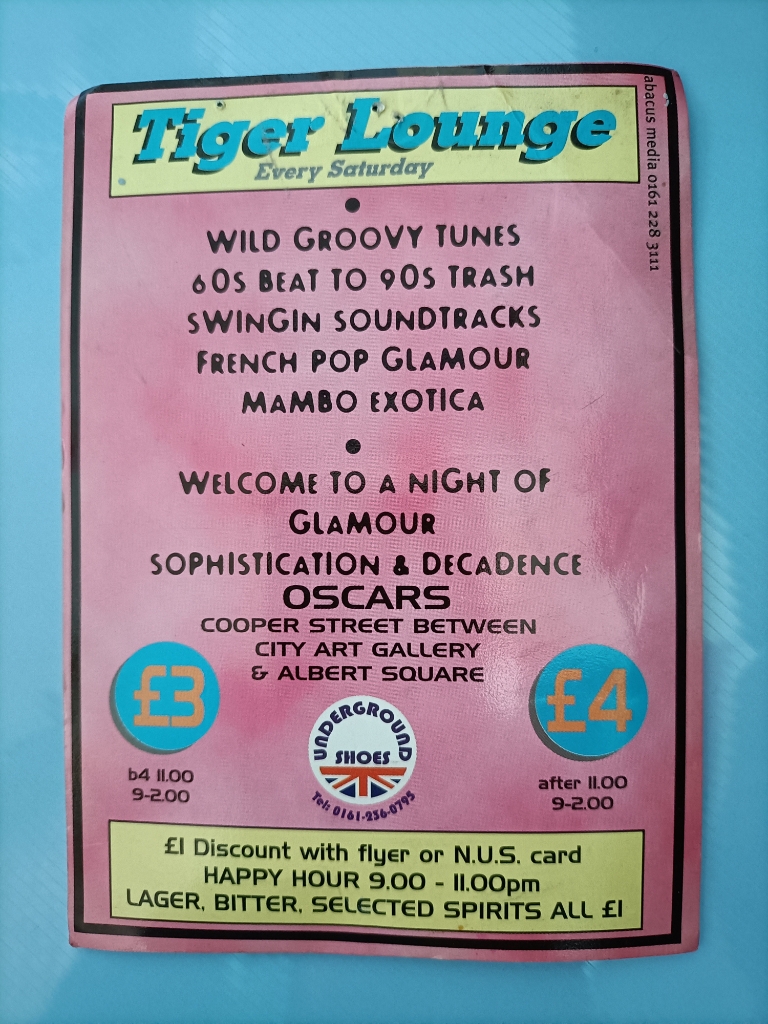 Tiger Lounge
Every Saturday
abacus media 0161 228 3111
WILD GROOVY TUNES
60S BEAT TO 90S TRASH
SWINGIN SOUNDTRACKS
FRENCH POP GLAMOUR
MAMBO EXOTICA
WELCOME TO A NIGHT OF
GLAMOUR
SOPHISTICATION & DECADENCE
OSCARS
COOPER STREET BETWEEN
CITY ART GALLERY
& ALBERT SQUARE
£3
b4 11.00
9-2.00
UNDERGROUND
SHOES
Tel: 0161-236-0795
£4
after 11.00
9-2.00
£1 Discount with flyer or N.U.S. card
HAPPY HOUR 9.00 - 11.00pm
LAGER, BITTER, SELECTED SPIRITS ALL £1